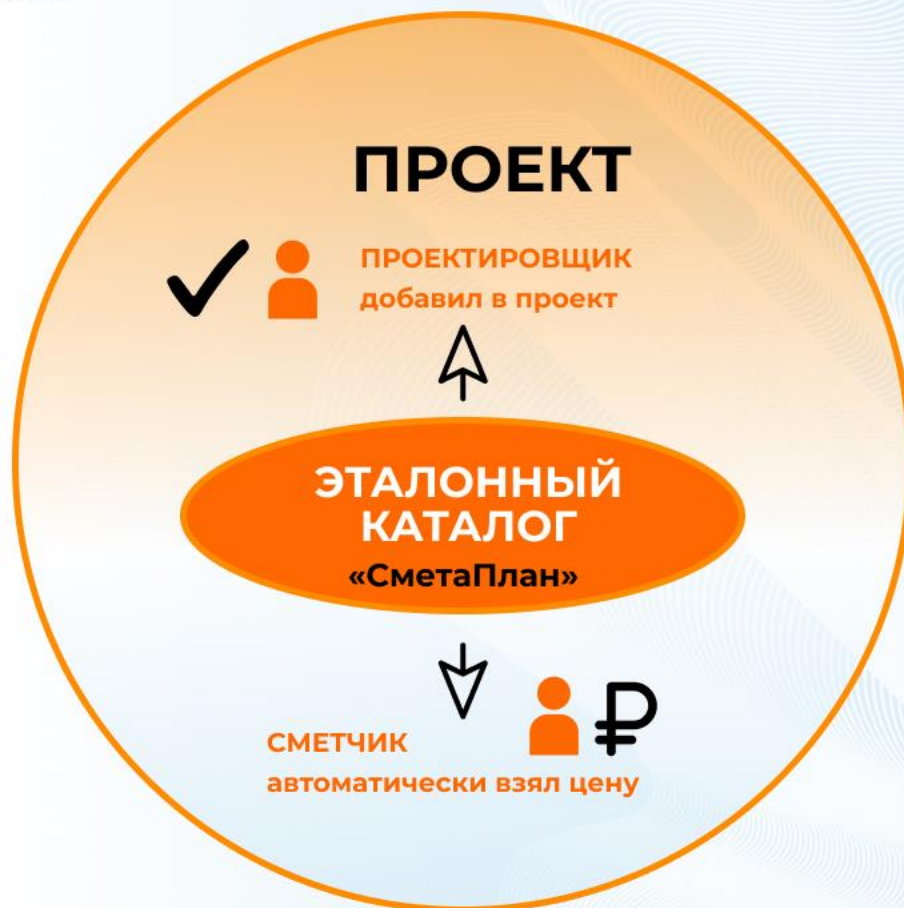 ПРОЕКТ
ПРОЕКТИРОВЩИК
добавил в проект
ЭТАЛОННЫЙ
КАТАЛОГ
«СметаПлан»
СМЕТЧИК
автоматически взял цену